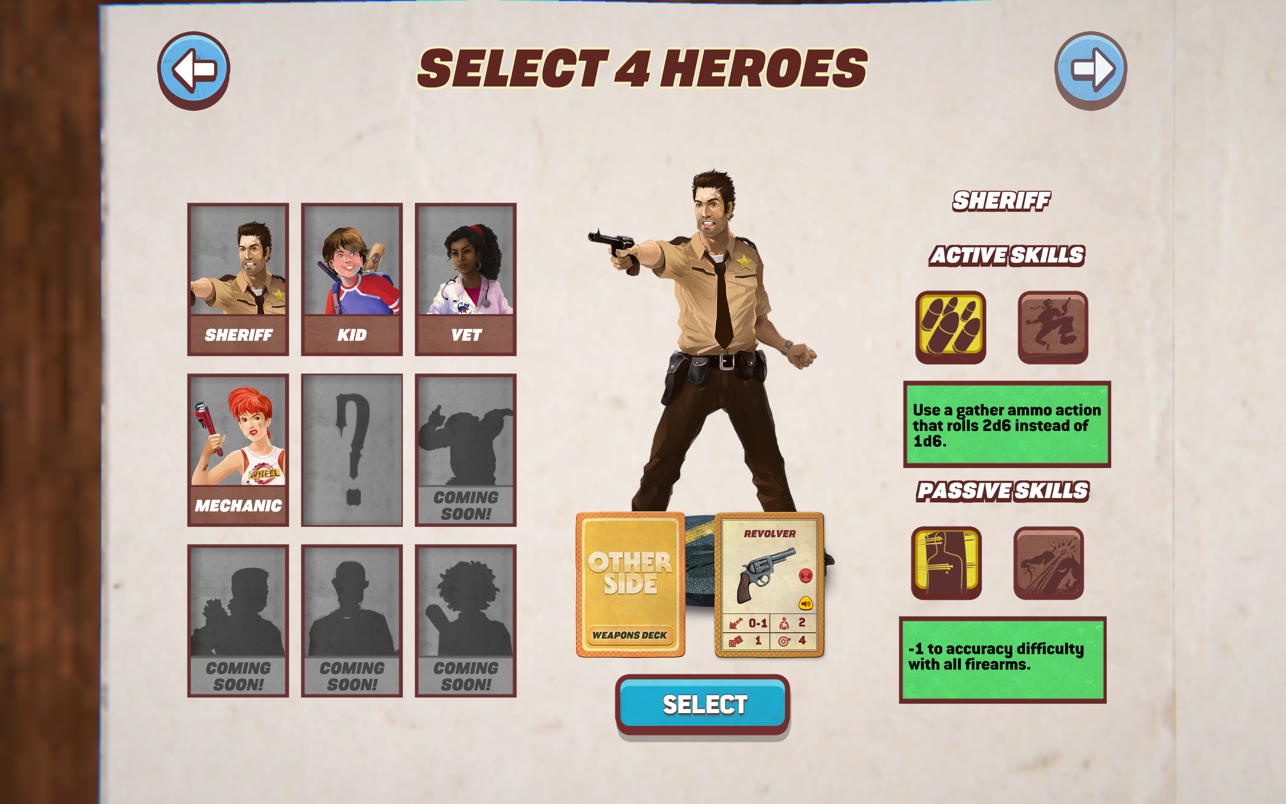 SELECT 4 HEROES
SHERIFF
KID
VET
MECHANIC
?
COMING
SOON!
COMING
SOON!
COMING
SOON!
COMING
SOON!
WHEEL
OTHER
SIDE
WEAPONS DECK
REVOLVER
0-1
2
1
4
SELECT
SHERIFF
ACTIVE SKILLS
Use a gather ammo action
that rolls 2d6 instead of
1d6.
PASSIVE SKILLS
-1 to accuracy difficulty
with all firearms.